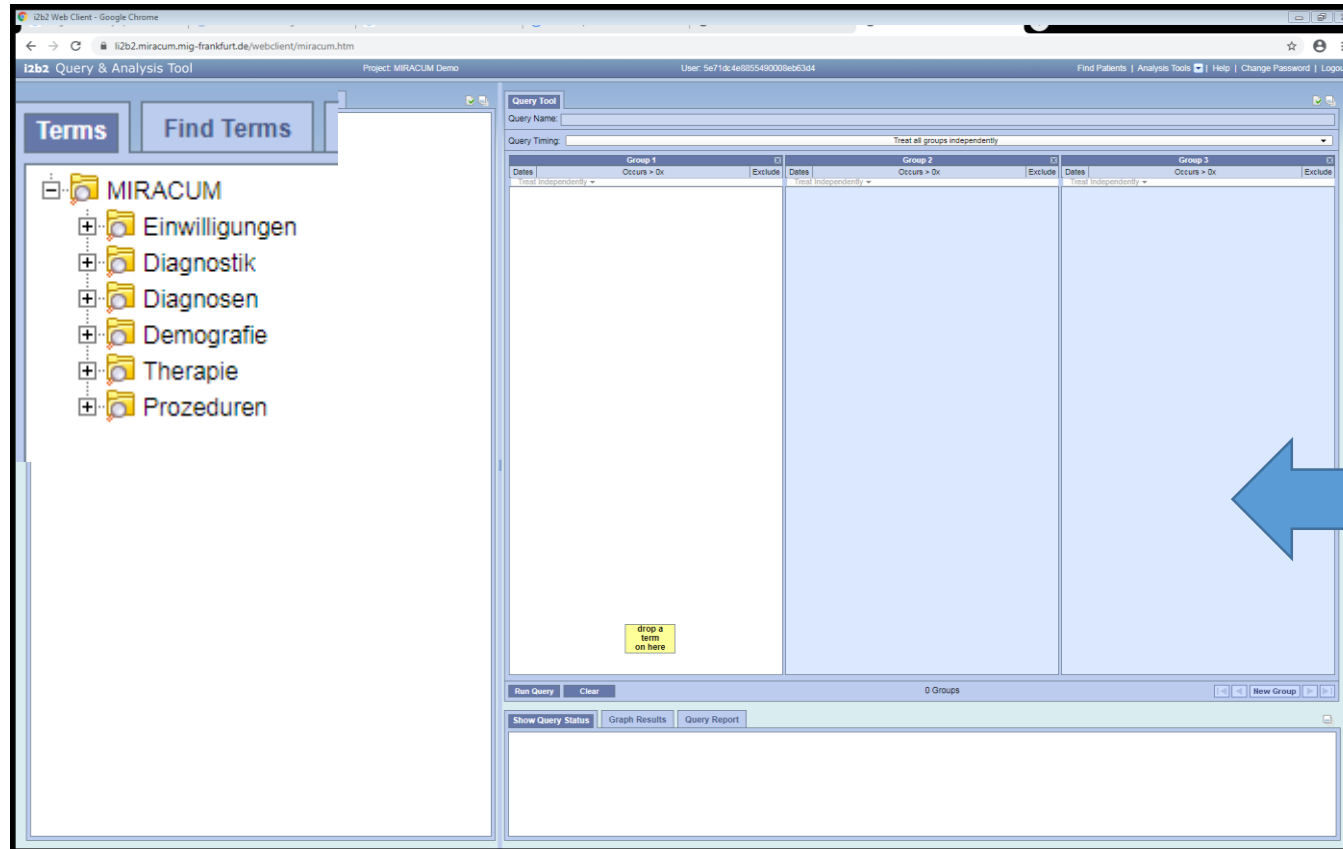 i2b2 Web Client - Google Chrome
li2b2.miracum.mig-frankfurt.de/webclient/miracum.htm
i2b2 Query & Analysis Tool Project: MIRACUM Demo User: 5e71dc4e8855490008eb63d4 Find Patients | Analysis Tools | Help | Change Password | Logou
Terms Find Terms
MIRACUM
Einwilligungen
Diagnostik
Diagnosen
Demografie
Therapie
Prozeduren
Query Tool
Query Name:
Query Timing: Treat all groups independently
Group 1 Group 2 Group 3
Dates Occurs > 0x Exclude Dates Occurs > 0x Exclude Dates Occurs > 0x Exclude
Treat Independently Treat Independently Treat Independently
drop a
term
on here
Run Query Clear 0 Groups New Group
Show Query Status Graph Results Query Report